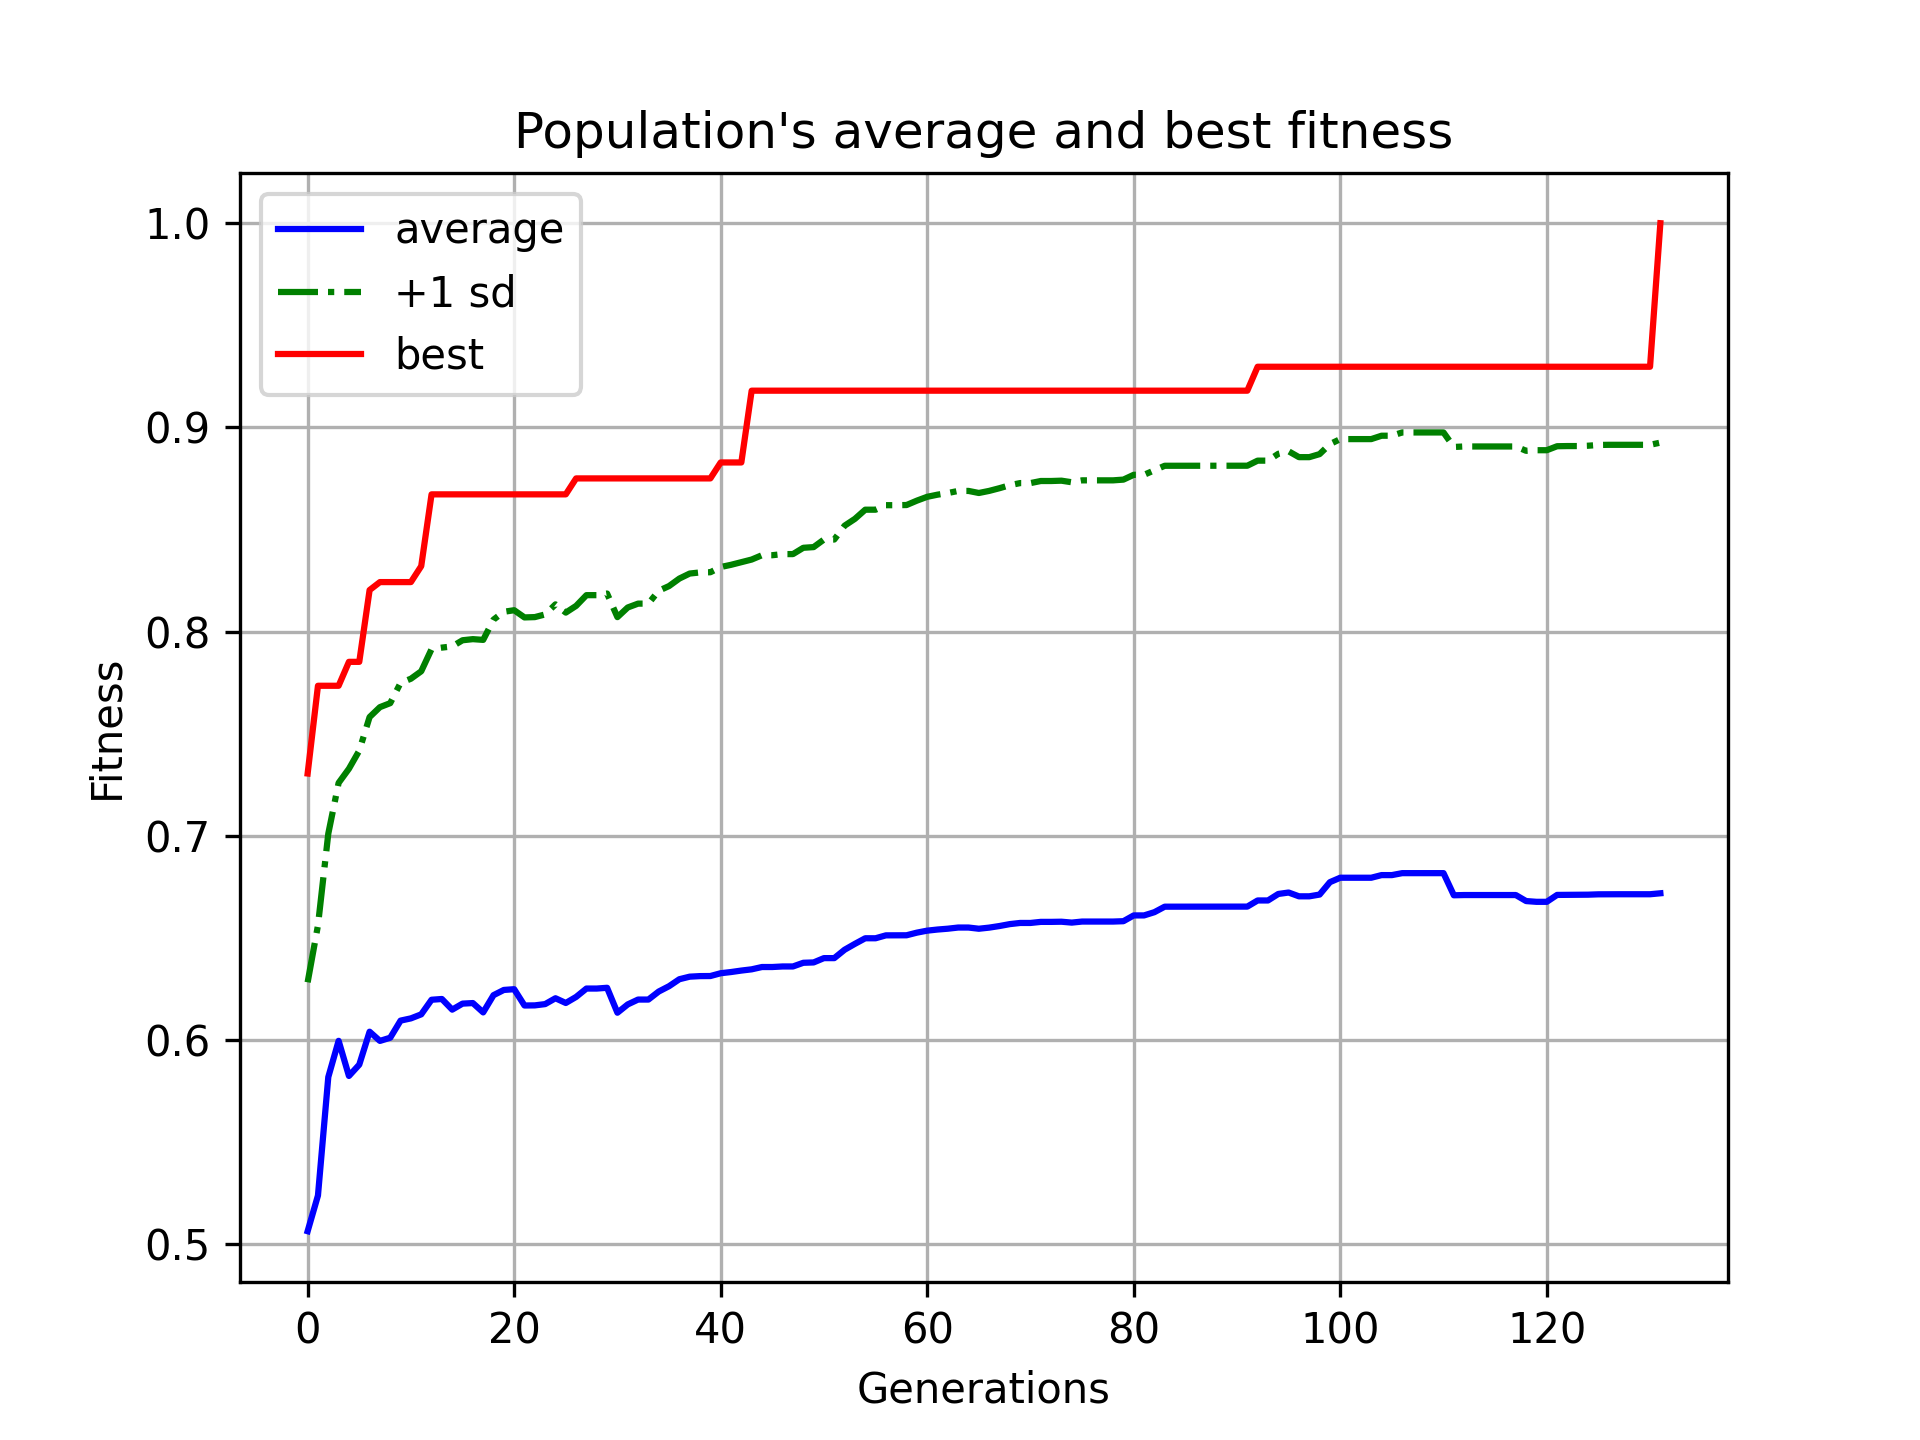 Population's average and best fitness
average
+1 sd
best
1.0
0.9
0.8
0.7
0.6
0.5
Fitness
0 20 40 60 80 100 120
Generations